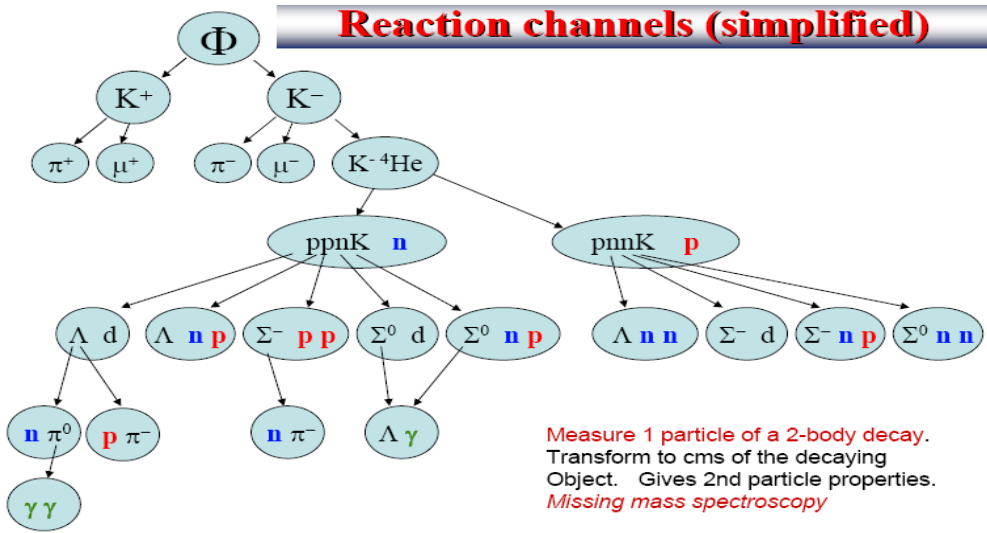 Reaction channels (simplified)
Φ
K⁺ K⁻
π⁺ μ⁺ π⁻ μ⁻ K⁻ ⁴He
ppnK n pnnK p
Λ d Λ n p Σ⁻ p p Σ⁰ d Σ⁰ n p Λ n n Σ⁻ d Σ⁻ n p Σ⁰ n n
n π⁰ p π⁻ n π⁻ Λ γ
γ γ
Measure 1 particle of a 2-body decay.
Transform to cms of the decaying
Object. Gives 2nd particle properties.
Missing mass spectroscopy